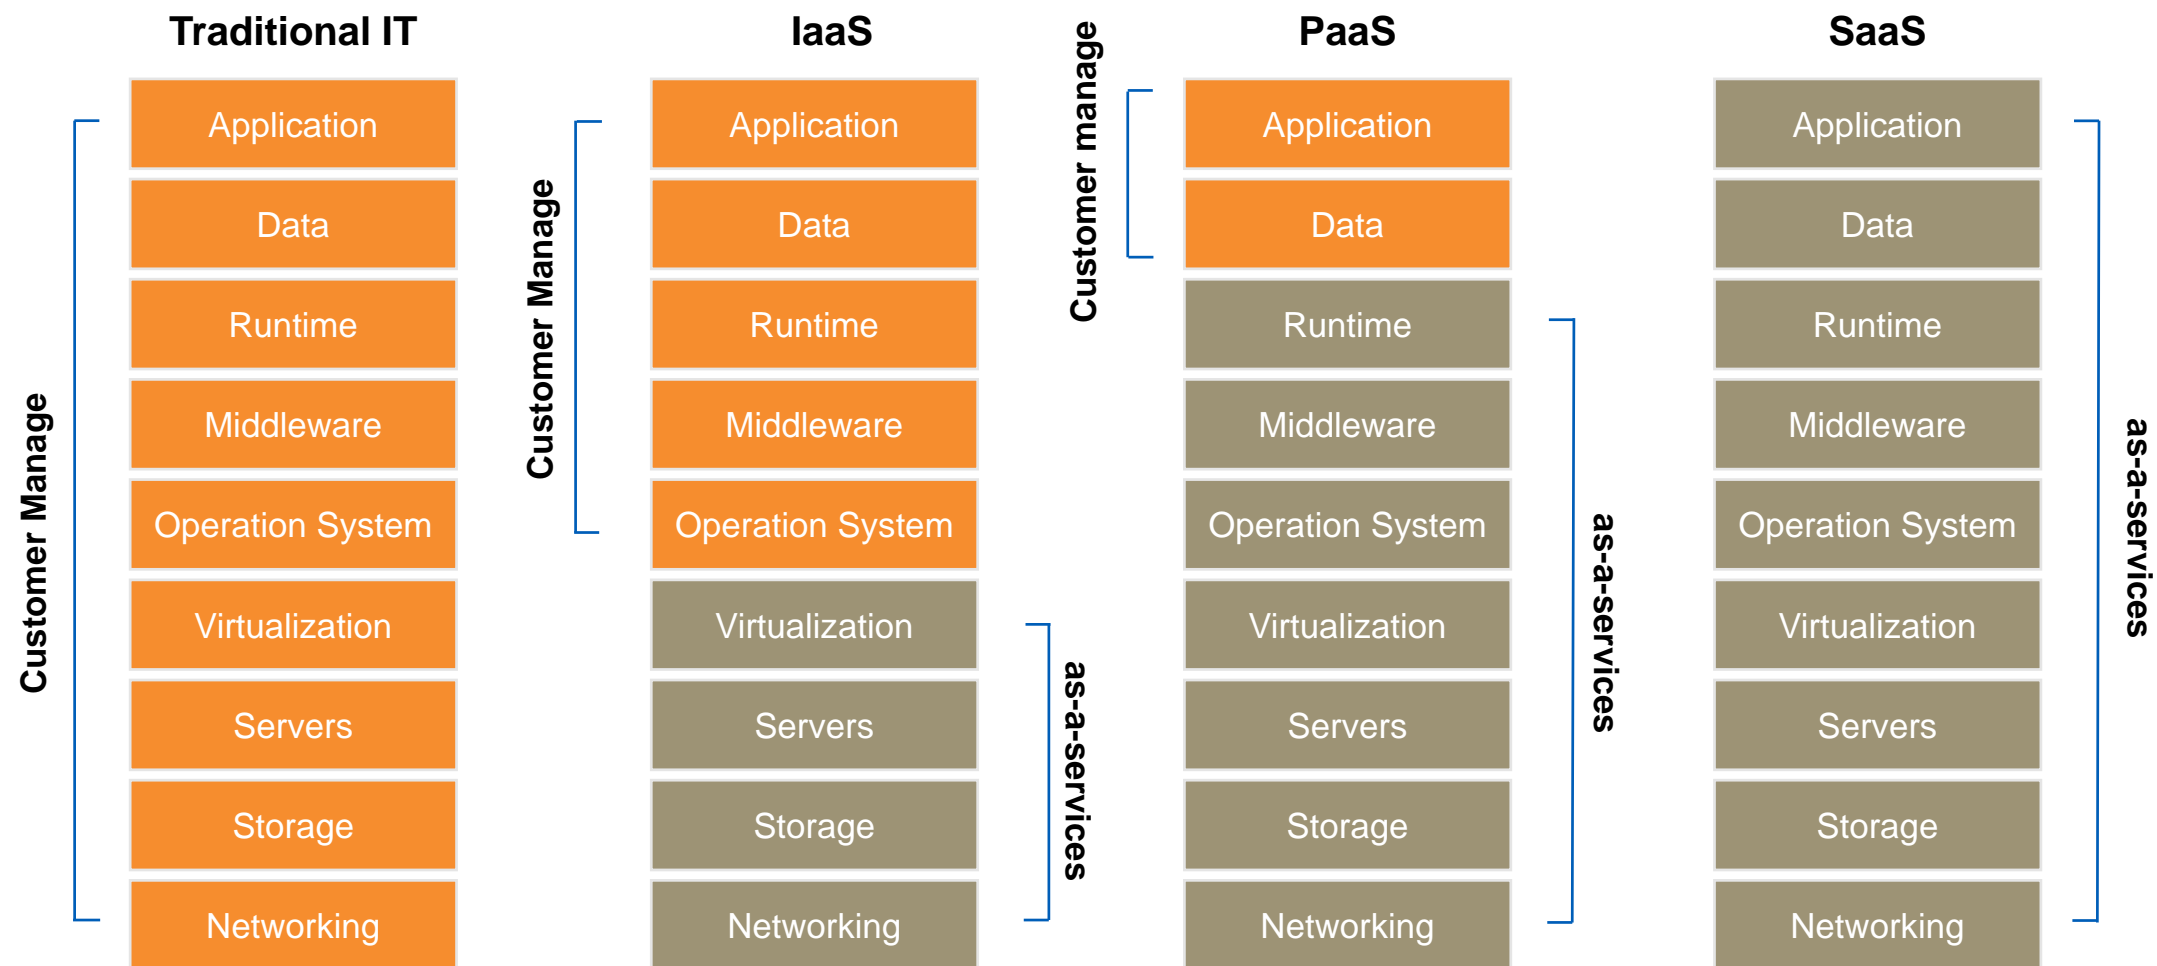 Traditional IT
Customer Manage
Application
Data
Runtime
Middleware
Operation System
Virtualization
Servers
Storage
Networking
IaaS
Customer Manage
Application
Data
Runtime
Middleware
Operation System
Virtualization
Servers
Storage
Networking
as-a-services
PaaS
Customer manage
Application
Data
Runtime
Middleware
Operation System
Virtualization
Servers
Storage
Networking
as-a-services
SaaS
Application
Data
Runtime
Middleware
Operation System
Virtualization
Servers
Storage
Networking
as-a-services